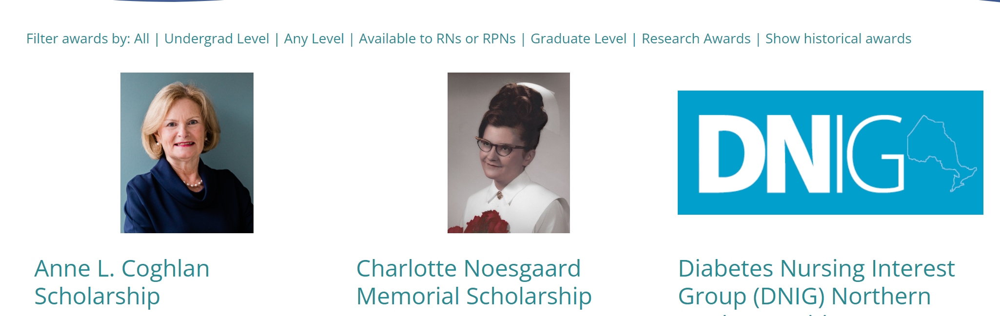 Filter awards by: All | Undergrad Level | Any Level | Available to RNs or RPNs | Graduate Level | Research Awards | Show historical awards
DNIG
Anne L. Coghlan
Scholarship
Charlotte Noesgaard
Memorial Scholarship
Diabetes Nursing Interest
Group (DNIG) Northern